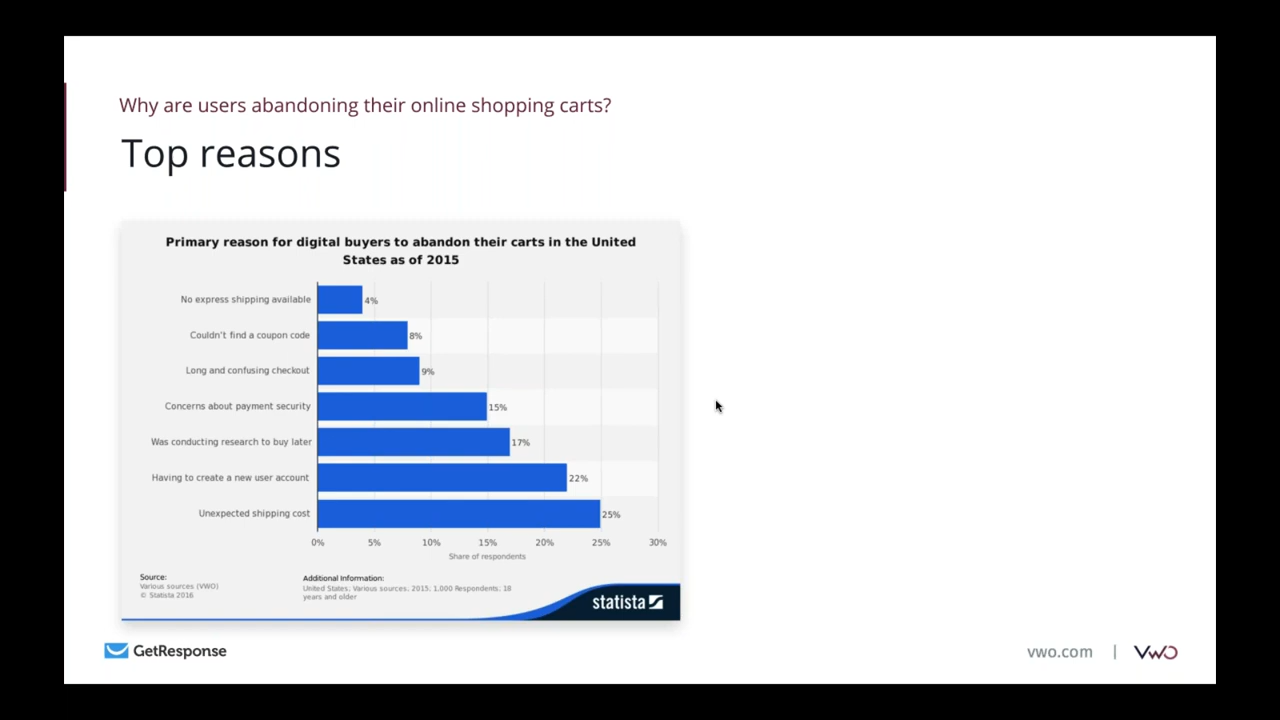 Why are users abandoning their online shopping carts?
Top reasons
Primary reason for digital buyers to abandon their carts in the United
States as of 2015
No express shipping available 4%
Couldn't find a coupon code 8%
Long and confusing checkout 9%
Concerns about payment security 15%
Was conducting research to buy later 17%
Having to create a new user account 22%
Unexpected shipping cost 25%
0% 5% 10% 15% 20% 25% 30%
Share of respondents
Source:
Various sources (VWO)
© Statista 2016
Additional Information:
United States; Various sources; 2015; 1,000 Respondents; 18
years and older
statista
GetResponse
vwo.com | VWO